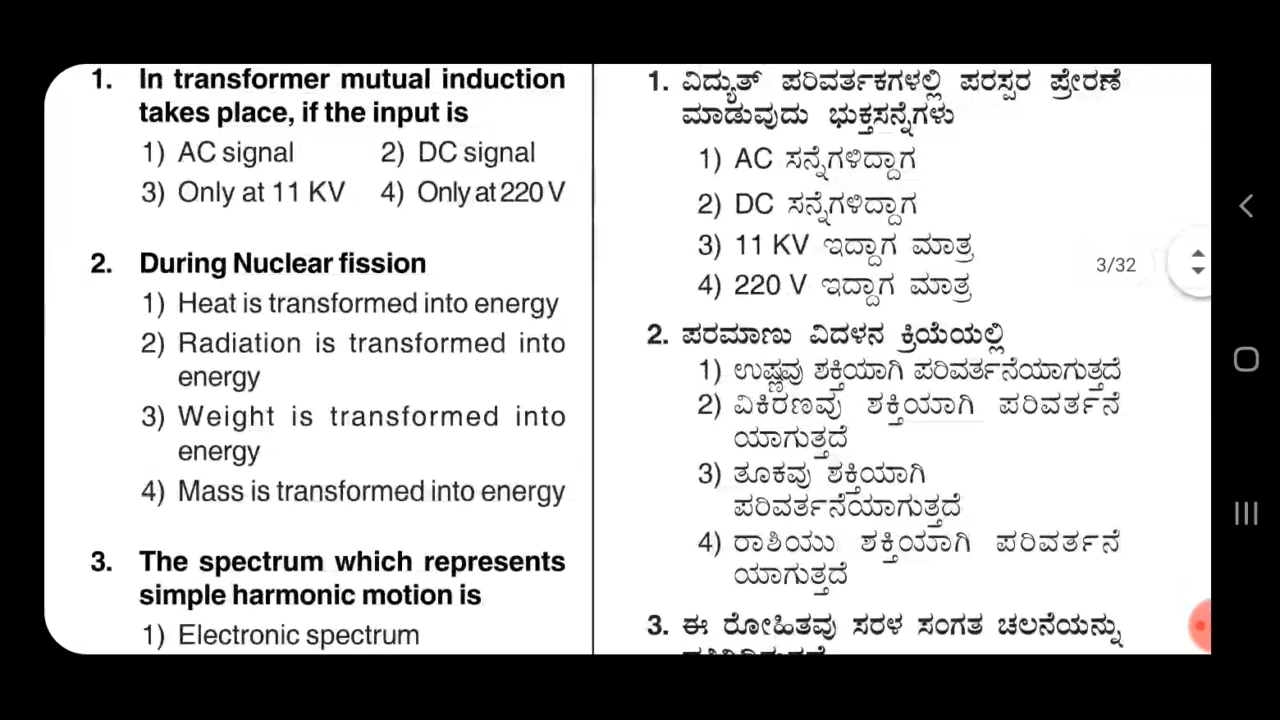 1. In transformer mutual induction
takes place, if the input is
1) AC signal 2) DC signal
3) Only at 11 KV 4) Only at 220 V
2. During Nuclear fission
1) Heat is transformed into energy
2) Radiation is transformed into
energy
3) Weight is transformed into
energy
4) Mass is transformed into energy
3. The spectrum which represents
simple harmonic motion is
1) Electronic spectrum
1. ವಿದ್ಯುತ್ ಪರಿವರ್ತಕಗಳಲ್ಲಿ ಪರಸ್ಪರ ಪ್ರೇರಣೆ
ಮಾಡುವುದು ಭುಕ್ತಸನ್ನೆಗಳು
1) AC ಸನ್ನೆಗಳಿದ್ದಾಗ
2) DC ಸನ್ನೆಗಳಿದ್ದಾಗ
3) 11 KV ಇದ್ದಾಗ ಮಾತ್ರ
4) 220 V ಇದ್ದಾಗ ಮಾತ್ರ
2. ಪರಮಾಣು ವಿದಳನ ಕ್ರಿಯೆಯಲ್ಲಿ
1) ಉಷ್ಣವು ಶಕ್ತಿಯಾಗಿ ಪರಿವರ್ತನೆಯಾಗುತ್ತದೆ
2) ವಿಕಿರಣವು ಶಕ್ತಿಯಾಗಿ ಪರಿವರ್ತನೆ
ಯಾಗುತ್ತದೆ
3) ತೂಕವು ಶಕ್ತಿಯಾಗಿ
ಪರಿವರ್ತನೆಯಾಗುತ್ತದೆ
4) ರಾಶಿಯು ಶಕ್ತಿಯಾಗಿ ಪರಿವರ್ತನೆ
ಯಾಗುತ್ತದೆ
3. ಈ ರೋಹಿತವು ಸರಳ ಸಂಗತ ಚಲನೆಯನ್ನು
3/32